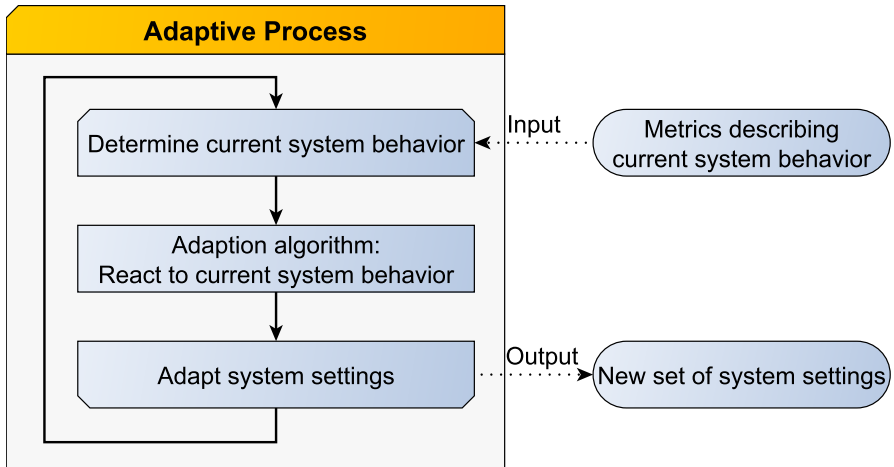 Adaptive Process
Determine current system behavior
Input
Metrics describing
current system behavior
Adaption algorithm:
React to current system behavior
Adapt system settings
Output
New set of system settings